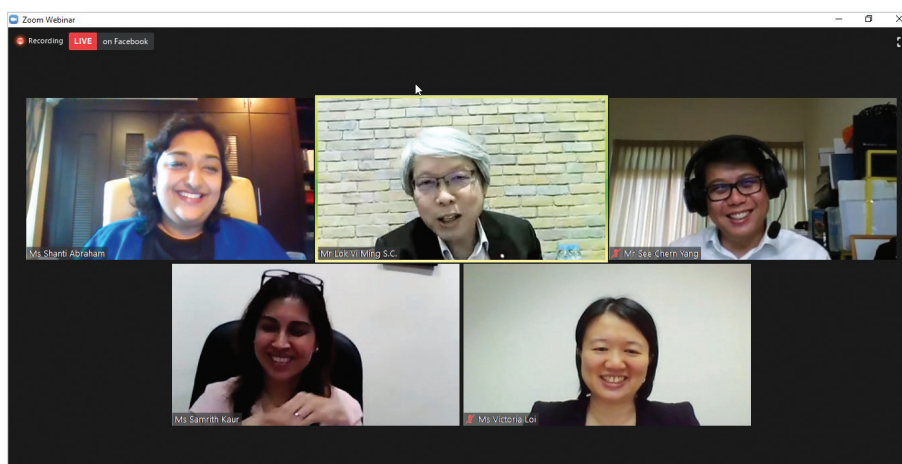 Zoom Webinar
Recording LIVE on Facebook
Ms Shanti Abraham
Mr Lok Vi Ming S.C.
Mr See Chern Yang
Ms Samrith Kaur
Ms Victoria Loi